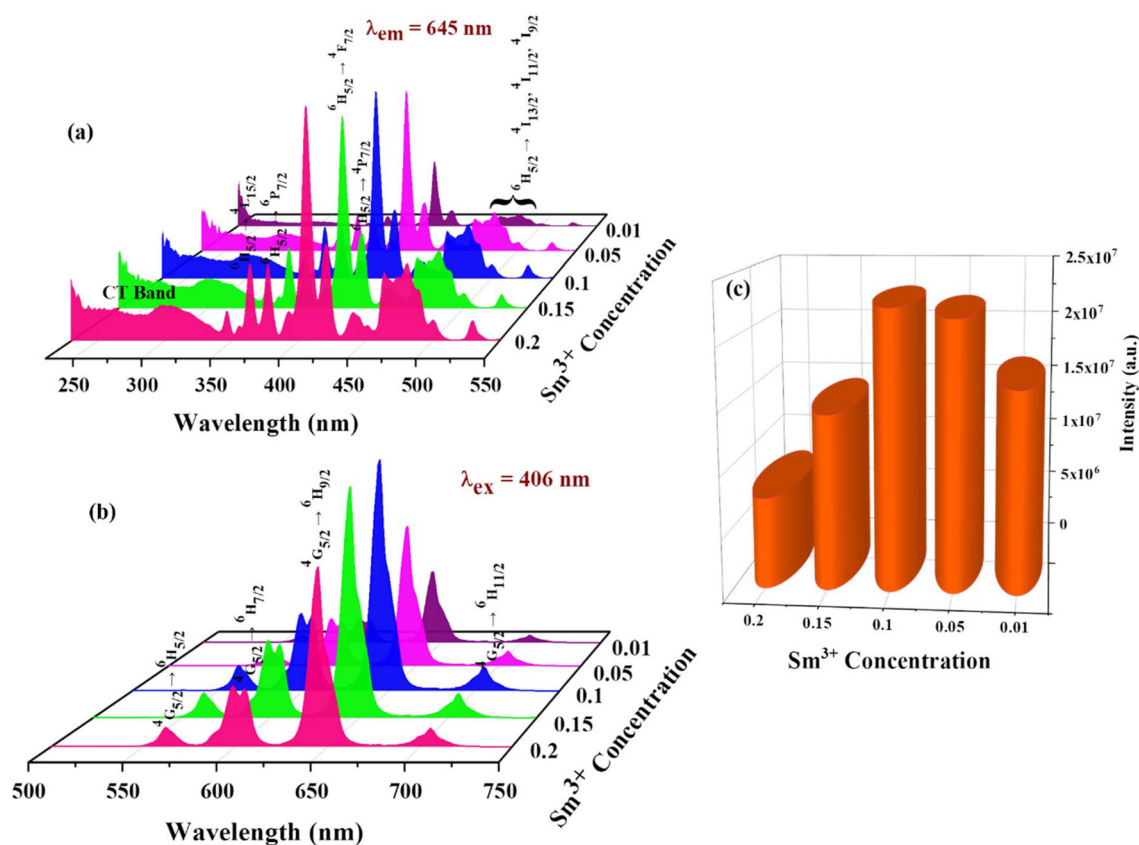 λem = 645 nm
(a)
⁶H5/2 → ⁴L15/2
⁶H5/2 → ⁶P7/2
⁶H5/2 → ⁴F7/2
⁶H5/2 → ⁴P7/2
⁶H5/2 → ⁴I13/2, ⁴I11/2, ⁴I9/2
CT Band
0.01
0.05
0.1
0.15
0.2
Sm³⁺ Concentration
250 300 350 400 450 500 550
Wavelength (nm)
λex = 406 nm
(b)
⁴G5/2 → ⁶H5/2
⁴G5/2 → ⁶H7/2
⁴G5/2 → ⁶H9/2
⁴G5/2 → ⁶H11/2
0.01
0.05
0.1
0.15
0.2
Sm³⁺ Concentration
500 550 600 650 700 750
Wavelength (nm)
(c)
2.5x10⁷
2x10⁷
1.5x10⁷
1x10⁷
5x10⁶
0
Intensity (a.u.)
0.2 0.15 0.1 0.05 0.01
Sm³⁺ Concentration